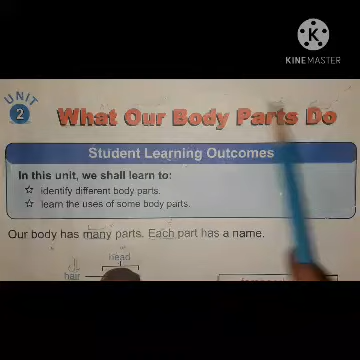 K
KINEMASTER
UNIT
2
What Our Body Parts Do
Student Learning Outcomes
In this unit, we shall learn to:
☆ identify different body parts.
☆ learn the uses of some body parts.
Our body has many parts. Each part has a name.
head
hair